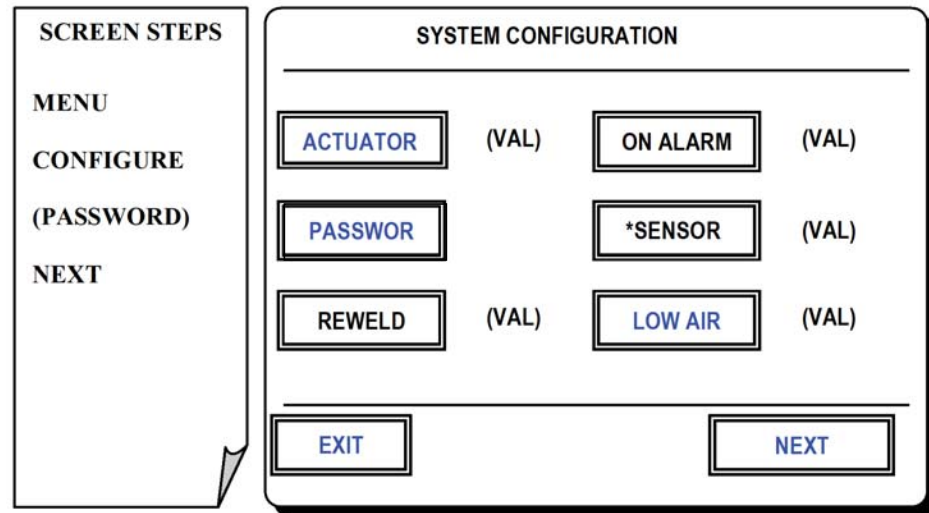 SCREEN STEPS
MENU
CONFIGURE
(PASSWORD)
NEXT
SYSTEM CONFIGURATION
ACTUATOR (VAL) ON ALARM (VAL)
PASSWOR *SENSOR (VAL)
REWELD (VAL) LOW AIR (VAL)
EXIT NEXT